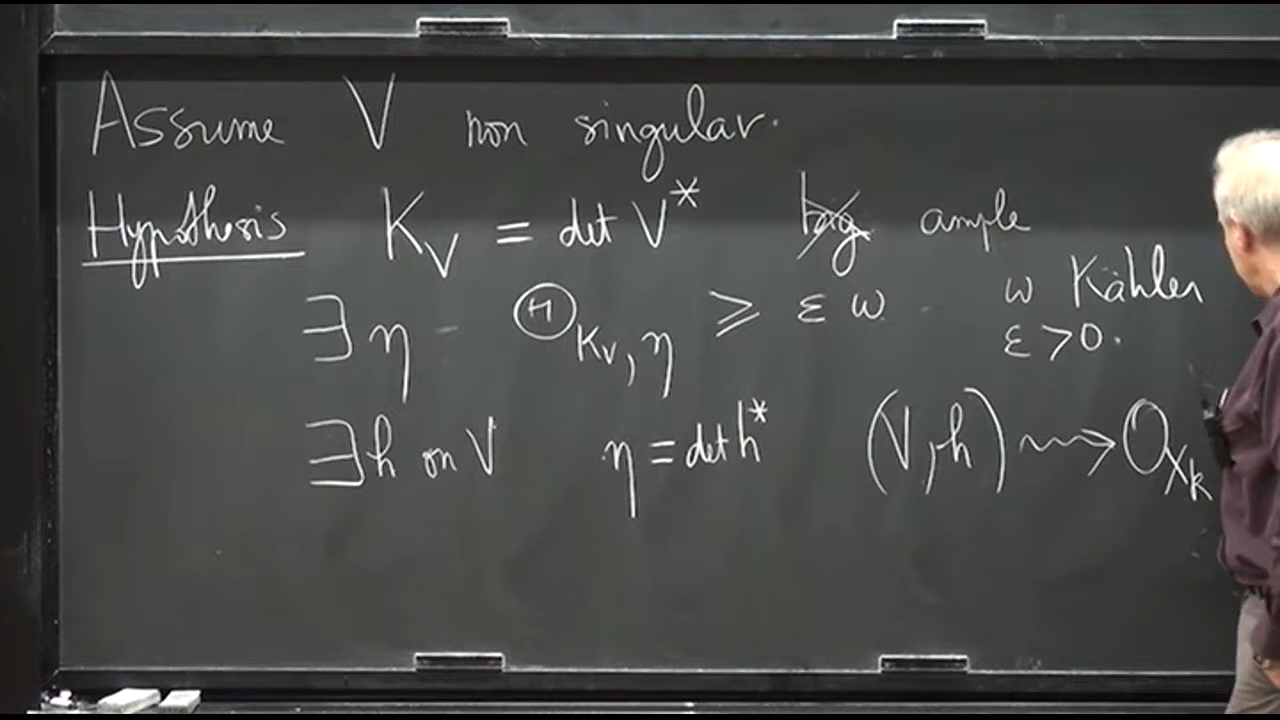 Assume V non singular.
Hypothesis K_V = det V^* ~~big~~ ample
∃ η - Θ_{K_V, η} ≥ ε ω ω Kähler
ε > 0.
∃ h on V η = det h^* (V, h) ⇝ O_{X_k}